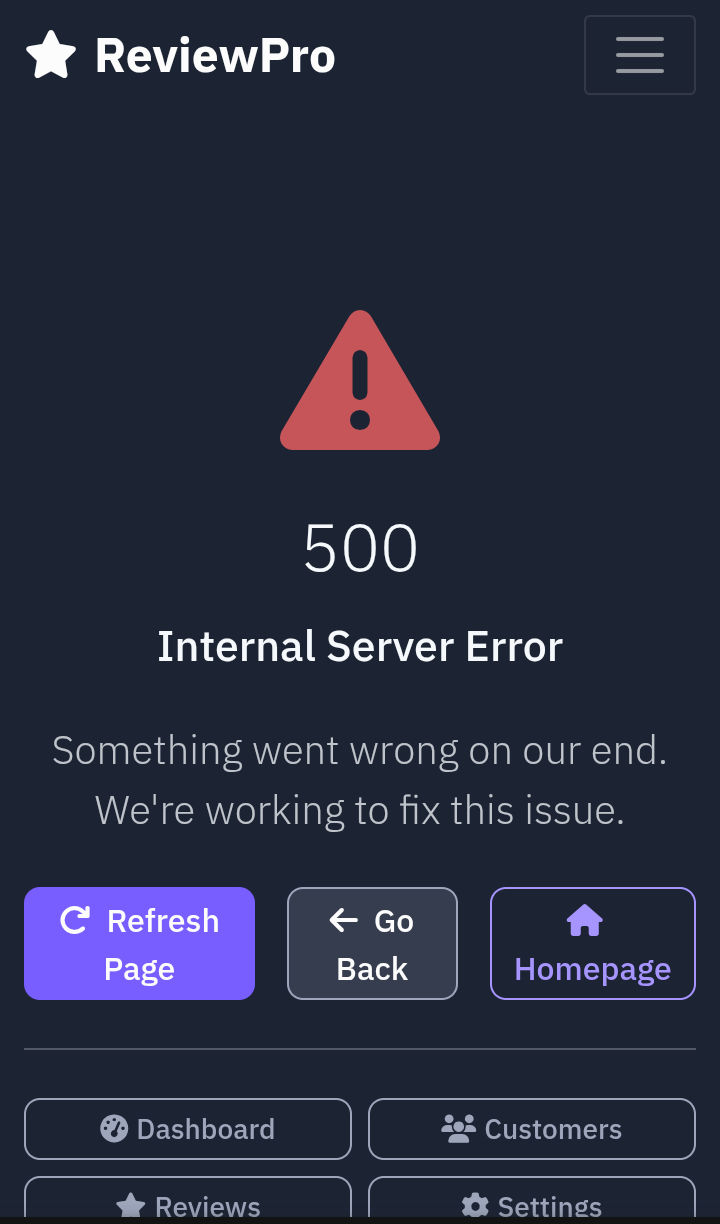 ReviewPro
500
Internal Server Error
Something went wrong on our end.
We're working to fix this issue.
Refresh
Page
Go
Back
Homepage
Dashboard
Customers
Reviews
Settings